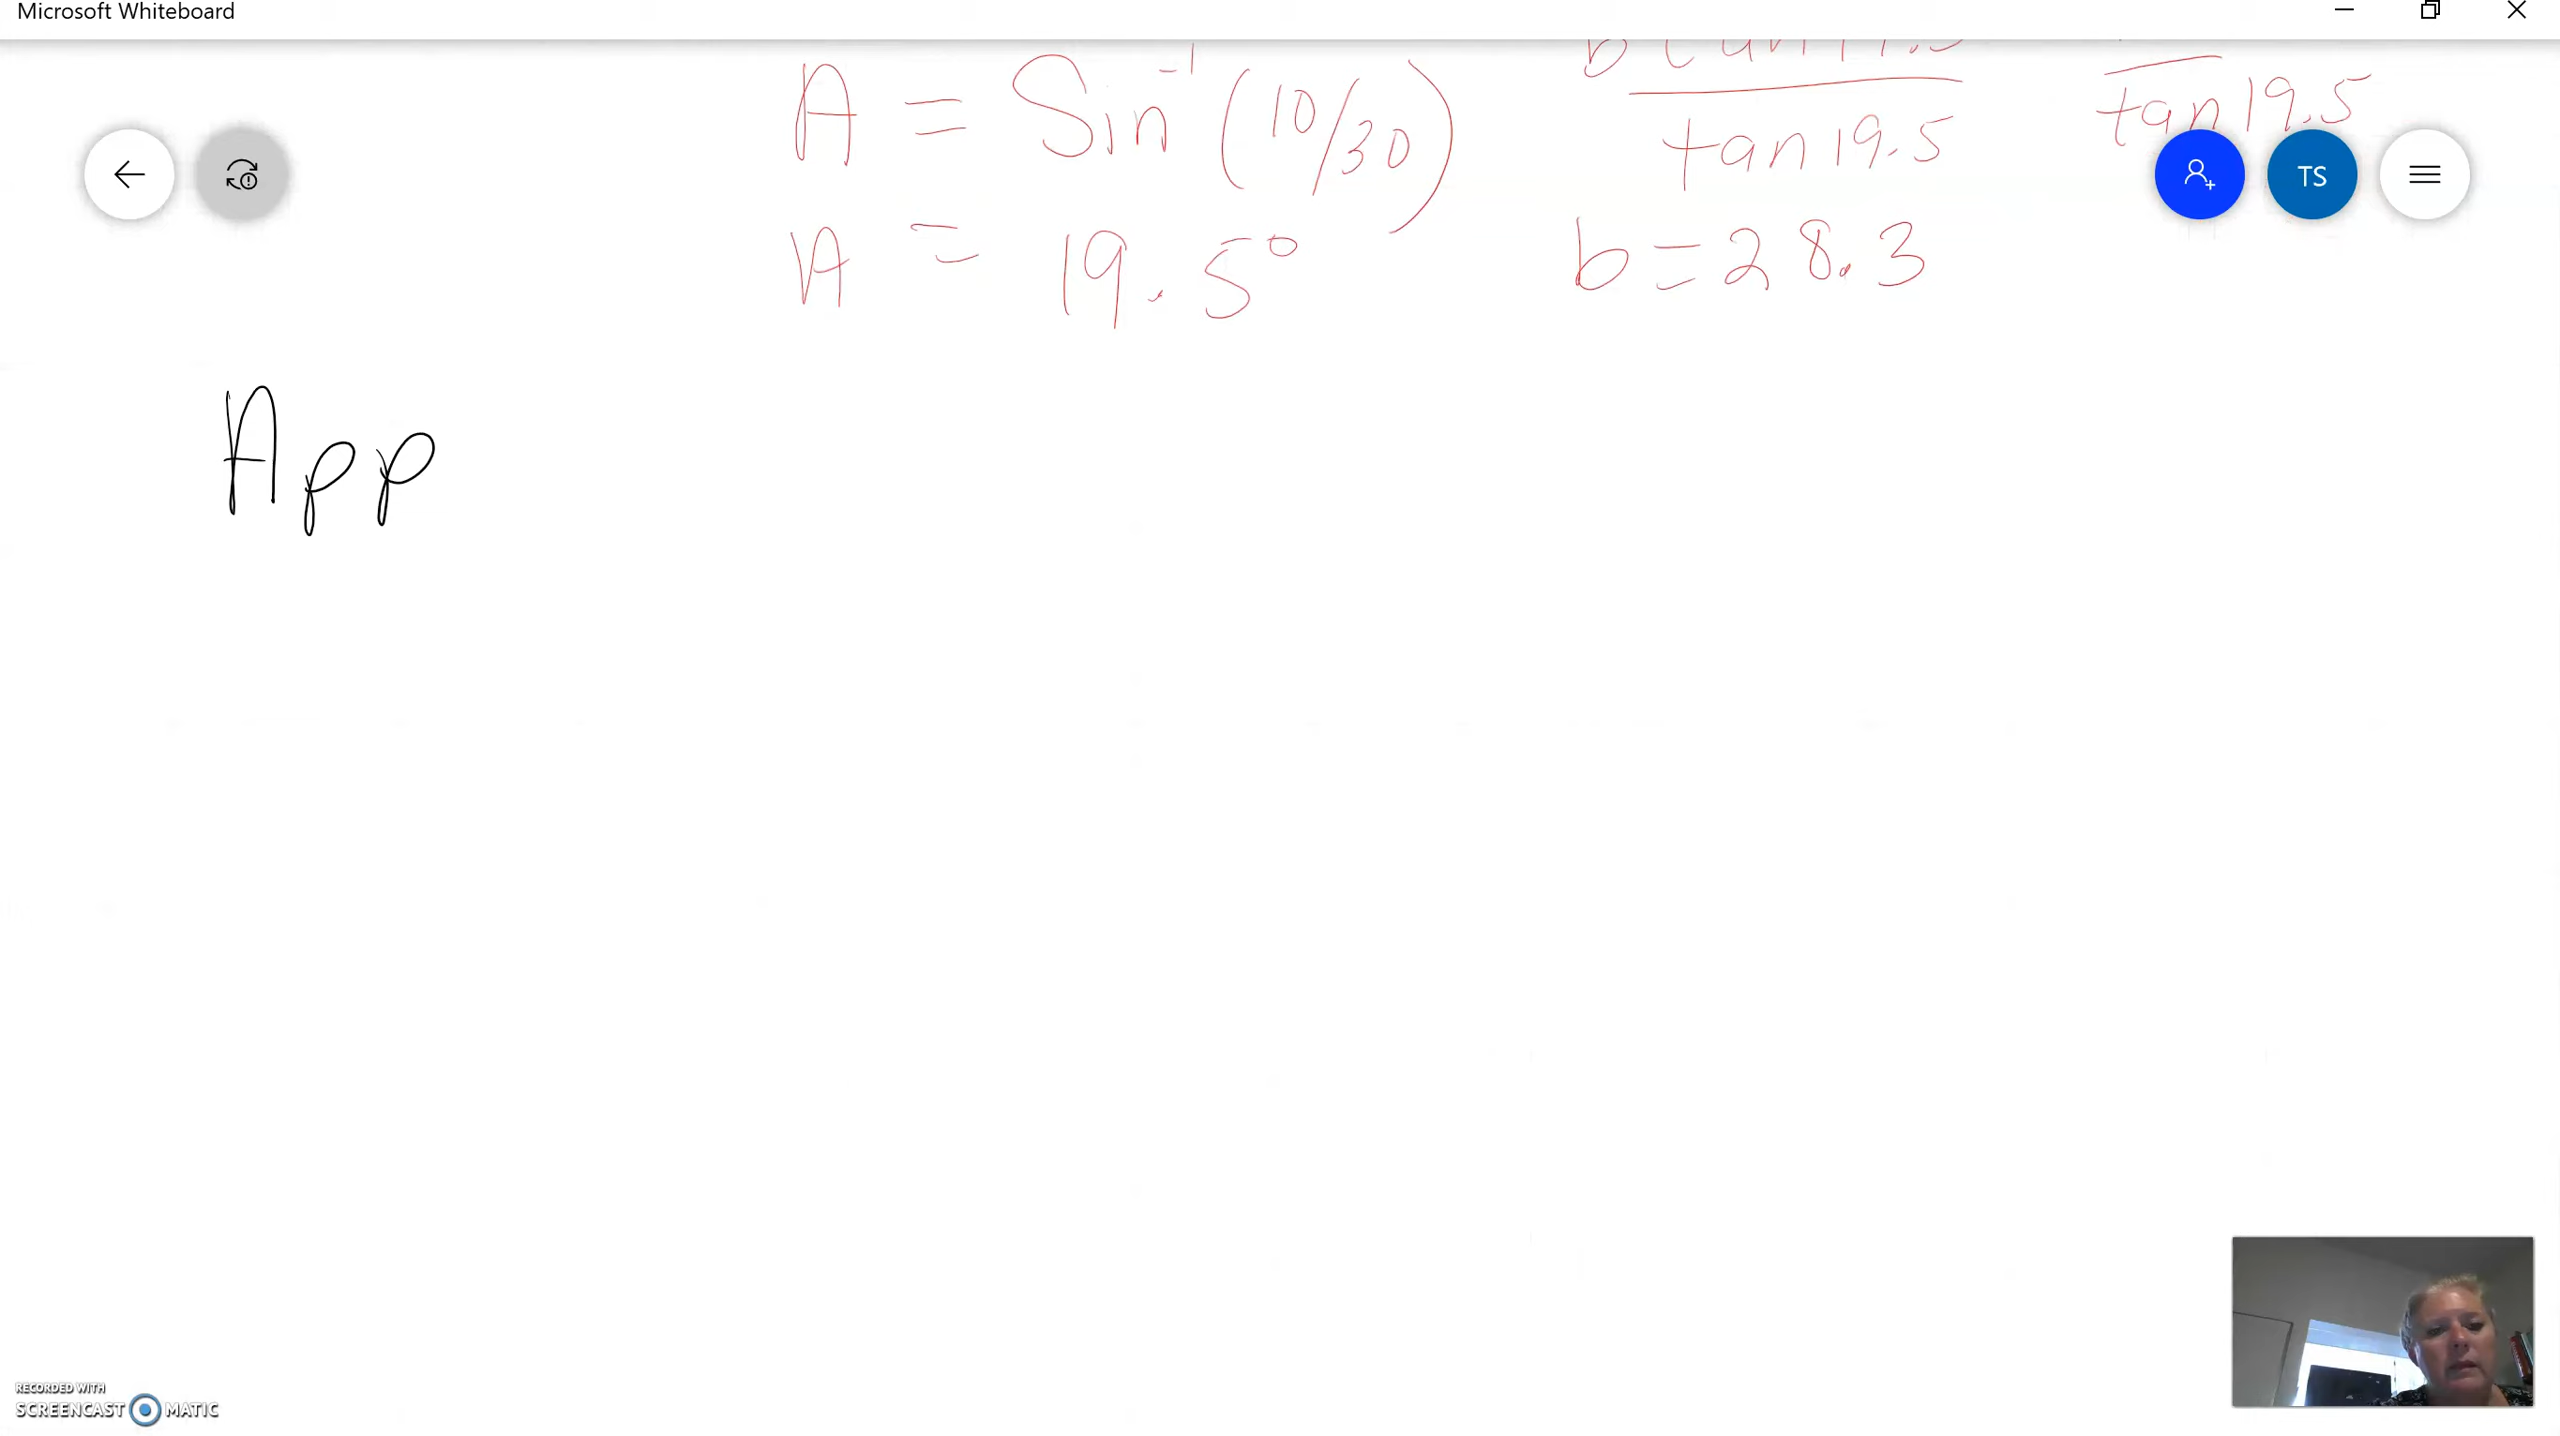 Microsoft Whiteboard
A = Sin⁻¹ (10/30)
A = 19.5°
tan 19.5
tan 19.5
b = 28.3
TS
App
RECORDED WITH
SCREENCAST MATIC